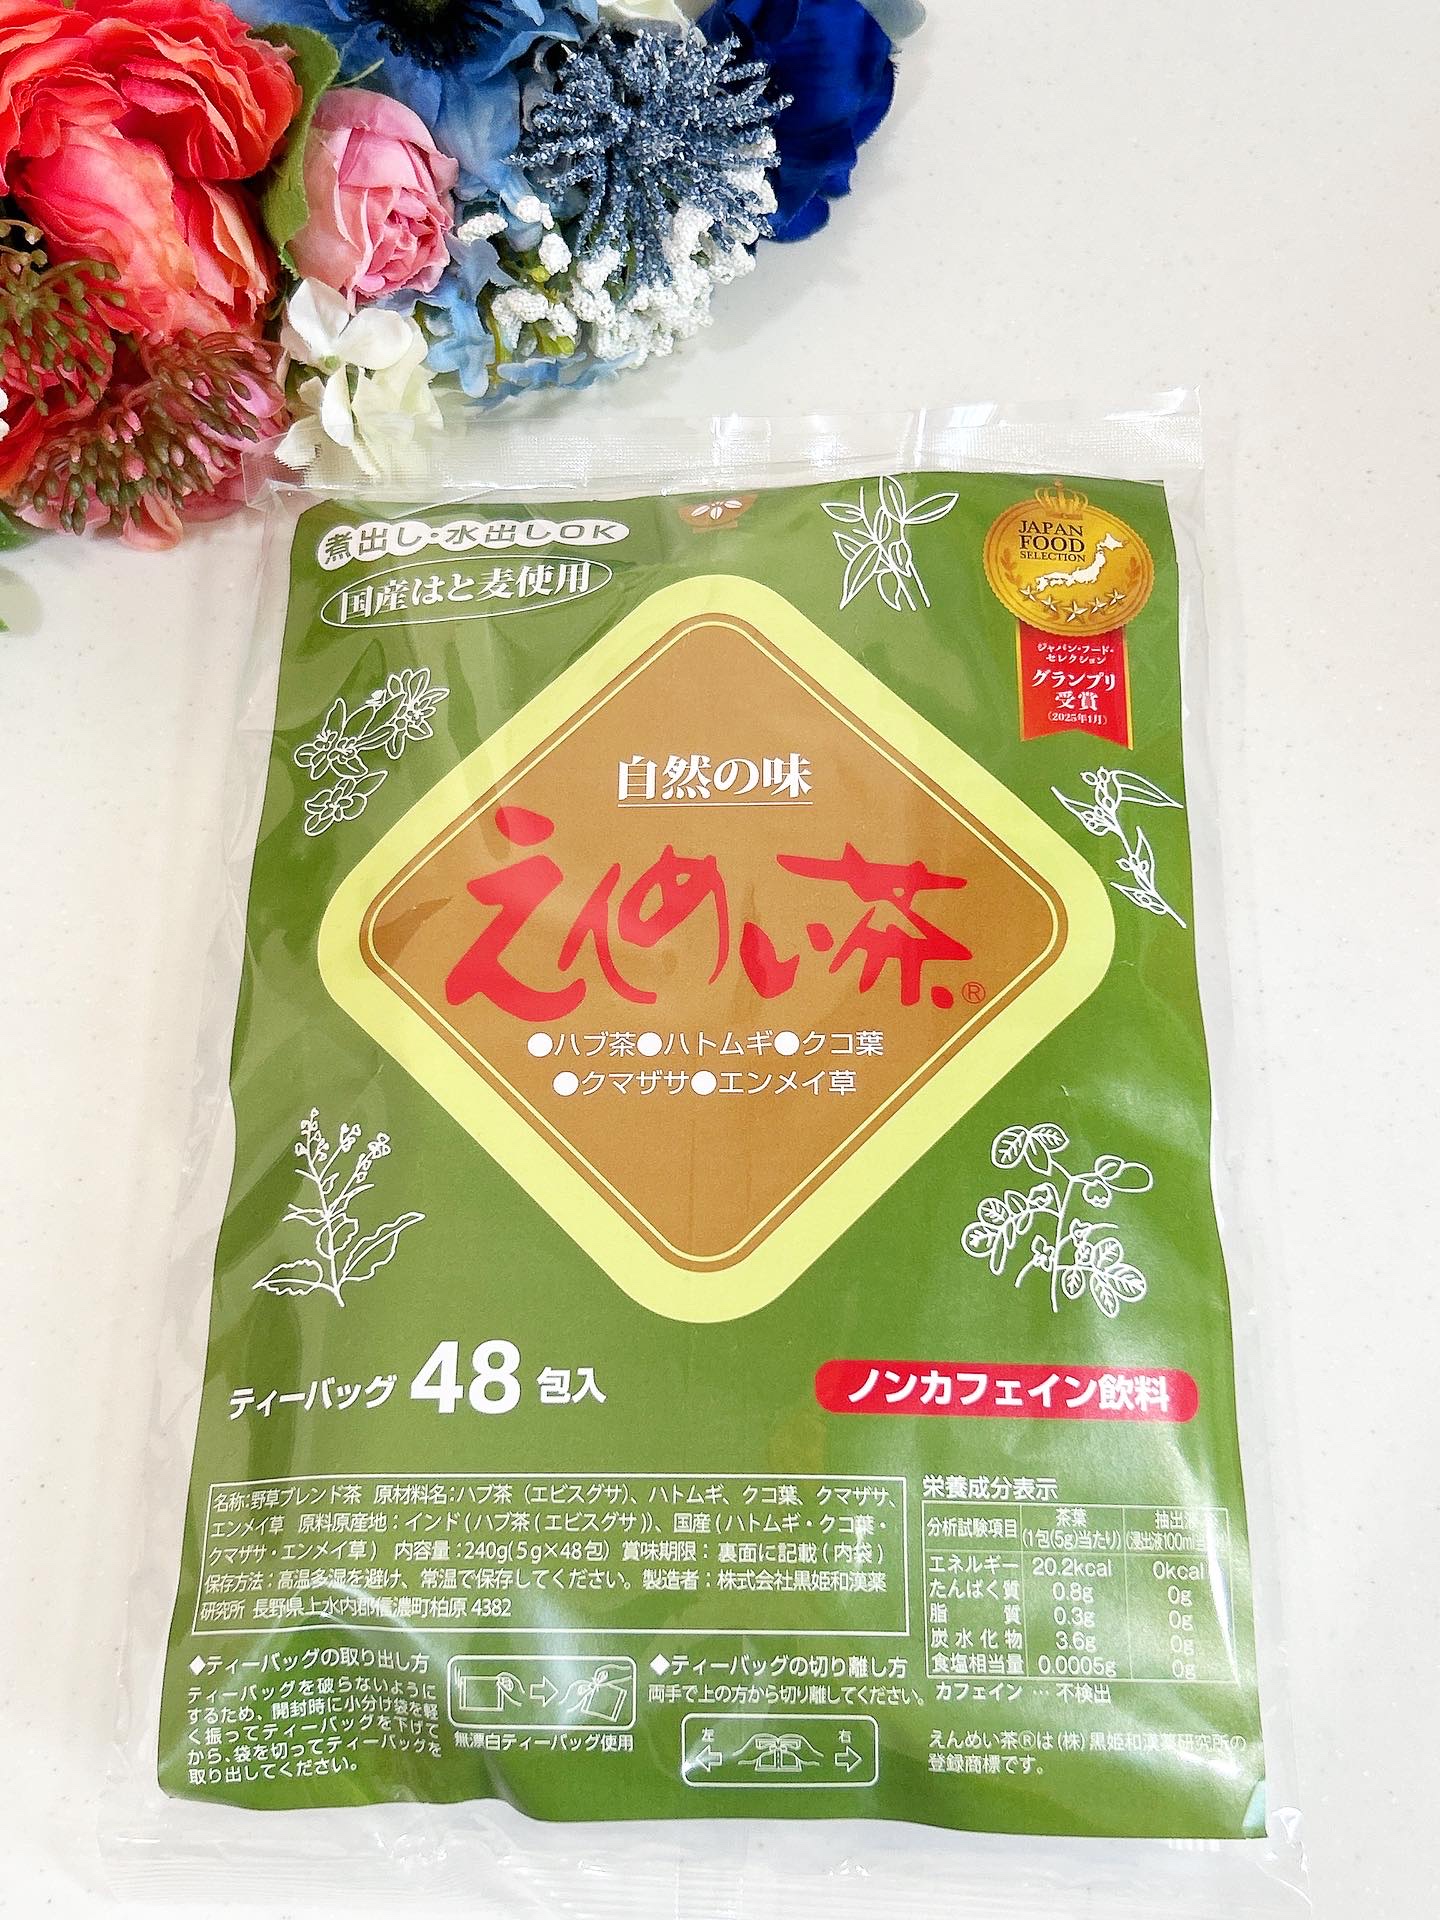 煮出し・水出しOK
国産はと麦使用
JAPAN
FOOD
SELECTION
ジャパン・フード・
セレクション
グランプリ
受賞
(2025年1月)
自然の味
えんめい茶®
●ハブ茶●ハトムギ●クコ葉
●クマザサ●エンメイ草
ティーバッグ 48 包入
ノンカフェイン飲料
名称:野草ブレンド茶 原材料名:ハブ茶(エビスグサ)、ハトムギ、クコ葉、クマザサ、
エンメイ草 原料原産地:インド(ハブ茶(エビスグサ))、国産(ハトムギ・クコ葉・
クマザサ・エンメイ草) 内容量:240g(5g×48包) 賞味期限:裏面に記載(内袋)
保存方法:高温多湿を避け、常温で保存してください。製造者:株式会社黒姫和漢薬
研究所 長野県上水内郡信濃町柏原4382
栄養成分表示
分析試験項目 茶葉(1包(5g)当たり) 抽出液
エネルギー 20.2kcal 0kcal
たんぱく質 0.8g 0g
脂質 0.3g 0g
炭水化物 3.6g 0g
食塩相当量 0.0005g 0g
カフェイン … 不検出
えんめい茶®は(株)黒姫和漢薬研究所の
登録商標です。
◆ティーバッグの取り出し方
ティーバッグを破らないように
するため、開封時に小分け袋を軽
く振ってティーバッグを下げて
から、袋を切ってティーバッグを
取り出してください。
無漂白ティーバッグ使用
◆ティーバッグの切り離し方
両手で上の方から切り離してください。
左 右